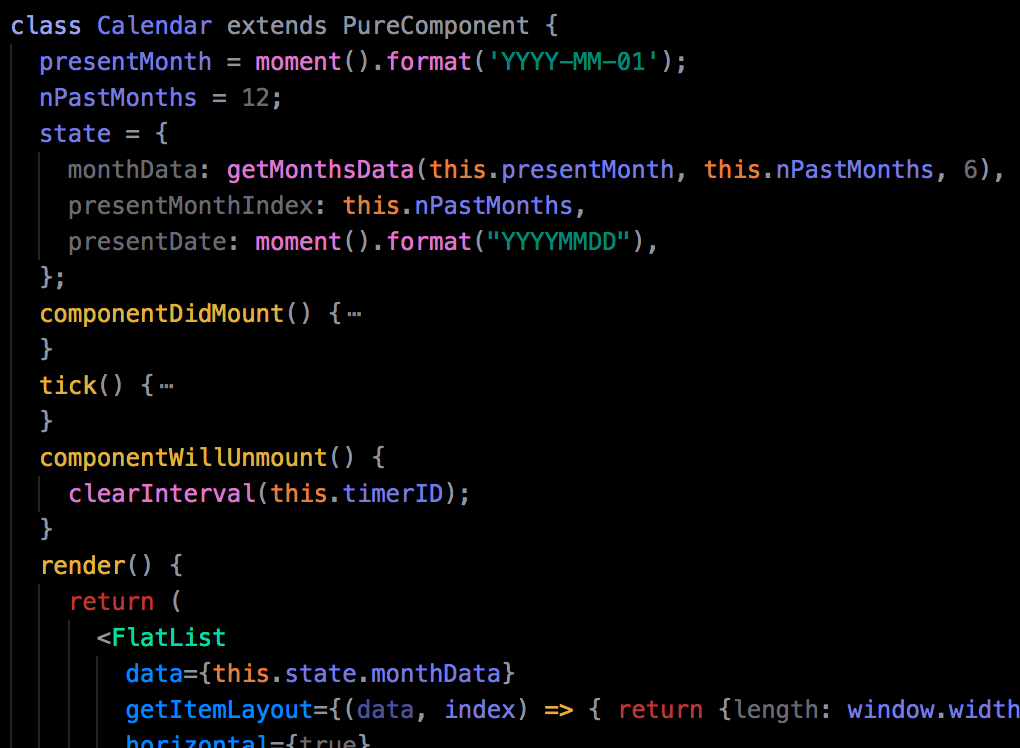 class Calendar extends PureComponent {
presentMonth = moment().format('YYYY-MM-01');
nPastMonths = 12;
state = {
monthData: getMonthsData(this.presentMonth, this.nPastMonths, 6),
presentMonthIndex: this.nPastMonths,
presentDate: moment().format("YYYYMMDD"),
};
componentDidMount() {⋯
}
tick() {⋯
}
componentWillUnmount() {
clearInterval(this.timerID);
}
render() {
return (
<FlatList
data={this.state.monthData}
getItemLayout={(data, index) => { return {length: window.width
horizontal={true}